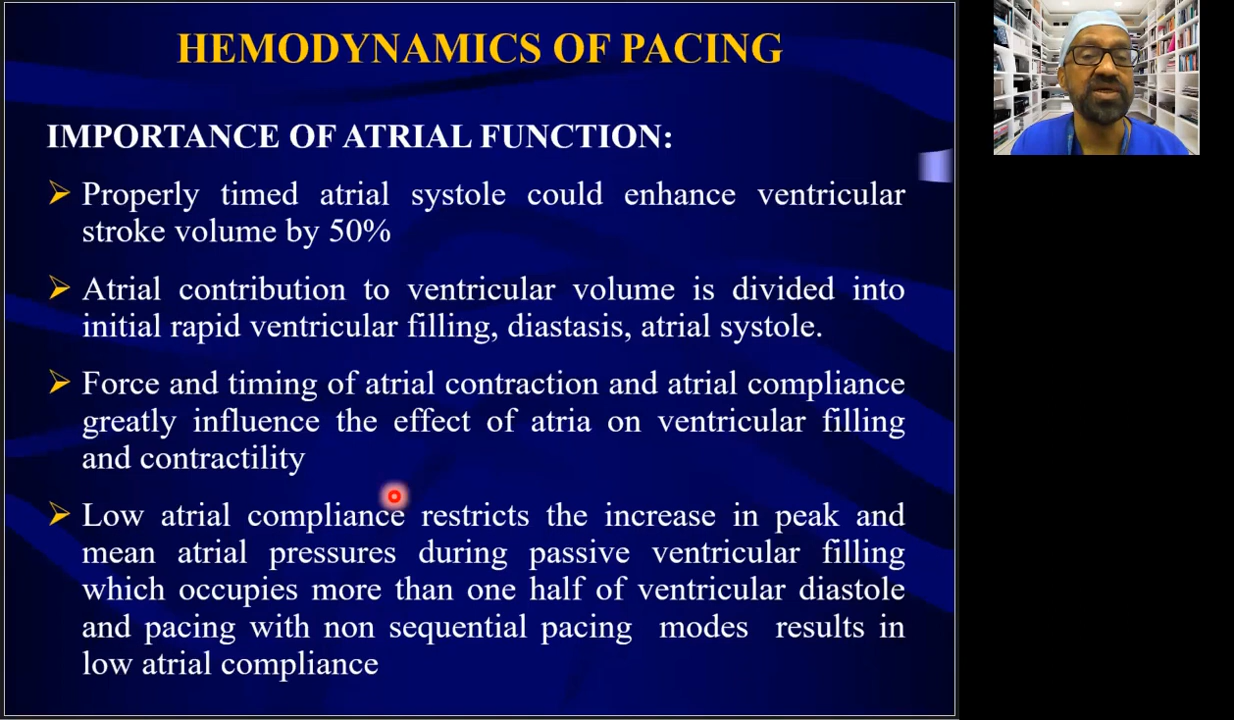 HEMODYNAMICS OF PACING
IMPORTANCE OF ATRIAL FUNCTION:
Properly timed atrial systole could enhance ventricular
stroke volume by 50%
Atrial contribution to ventricular volume is divided into
initial rapid ventricular filling, diastasis, atrial systole.
Force and timing of atrial contraction and atrial compliance
greatly influence the effect of atria on ventricular filling
and contractility
Low atrial compliance restricts the increase in peak and
mean atrial pressures during passive ventricular filling
which occupies more than one half of ventricular diastole
and pacing with non sequential pacing modes results in
low atrial compliance